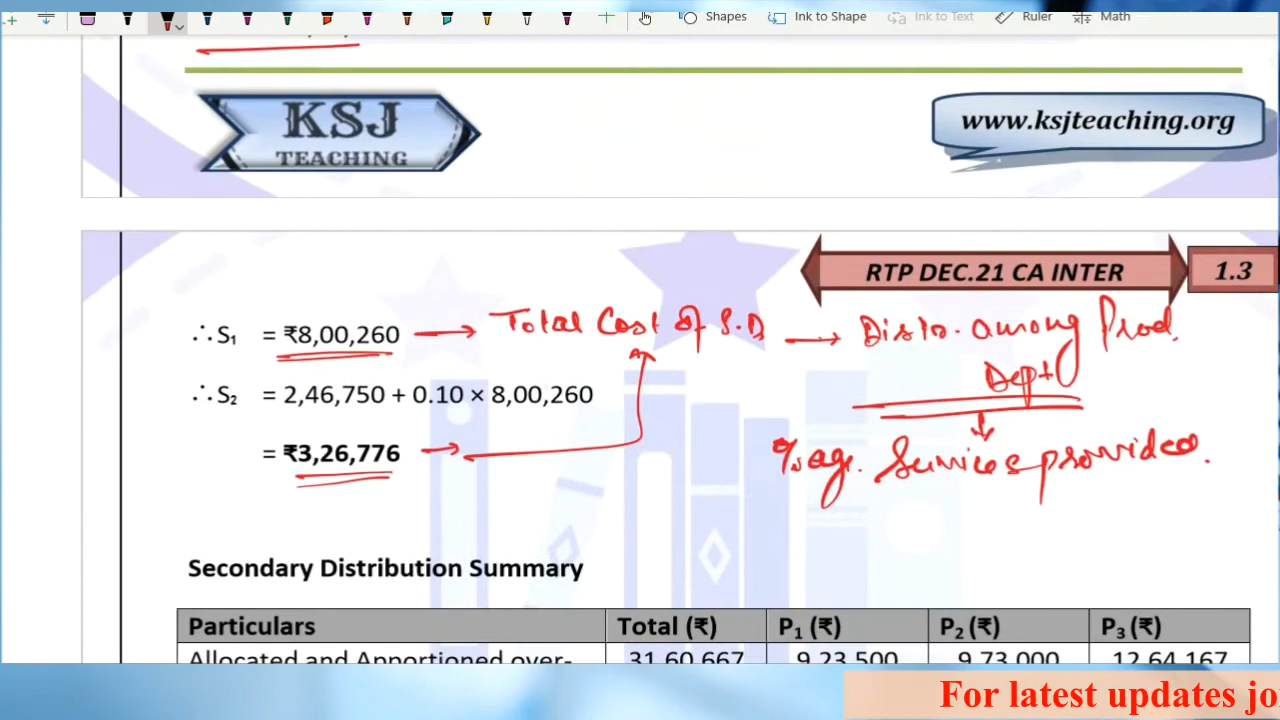 Shapes Ink to Shape Ink to Text Ruler Math
KSJ
TEACHING
www.ksjteaching.org
RTP DEC.21 CA INTER 1.3
∴S₁ = ₹8,00,260 → Total Cost of S.D → Distr. among Prod.
Dept
∴S₂ = 2,46,750 + 0.10 × 8,00,260
= ₹3,26,776
%age. Services provided.
Secondary Distribution Summary
Particulars Total (₹) P₁ (₹) P₂ (₹) P₃ (₹)
Allocated and Apportioned over- 31,60,667 9,23,500 9,73,000 12,64,167
For latest updates jo